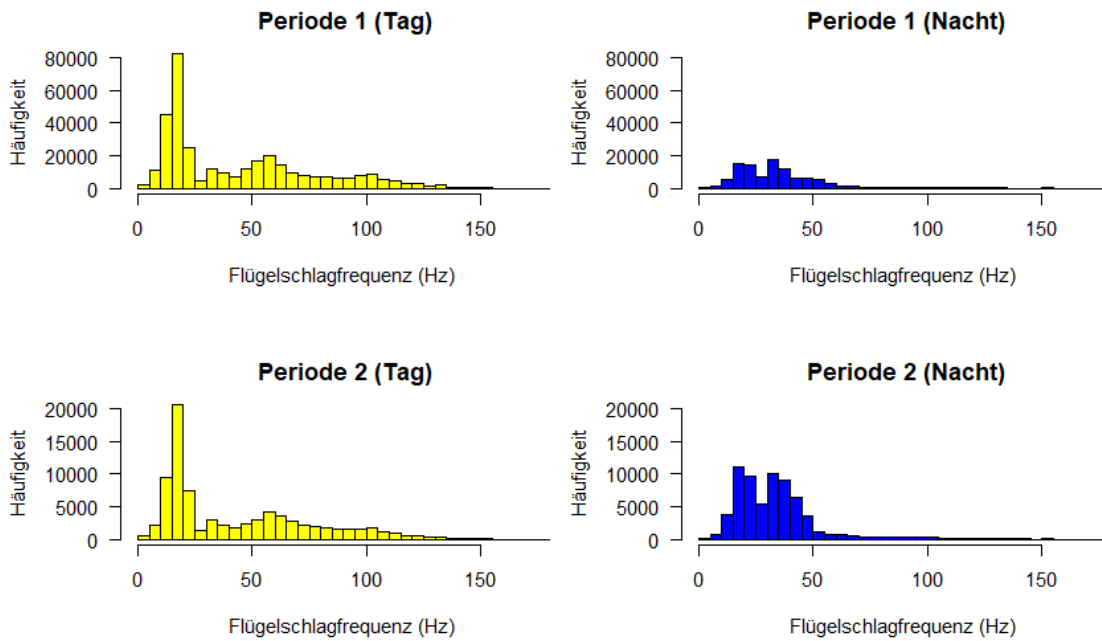 Periode 1 (Tag)
Häufigkeit
80000
60000
40000
20000
0
0 50 100 150
Flügelschlagfrequenz (Hz)
Periode 1 (Nacht)
Häufigkeit
80000
60000
40000
20000
0
0 50 100 150
Flügelschlagfrequenz (Hz)
Periode 2 (Tag)
Häufigkeit
20000
15000
10000
5000
0
0 50 100 150
Flügelschlagfrequenz (Hz)
Periode 2 (Nacht)
Häufigkeit
20000
15000
10000
5000
0
0 50 100 150
Flügelschlagfrequenz (Hz)